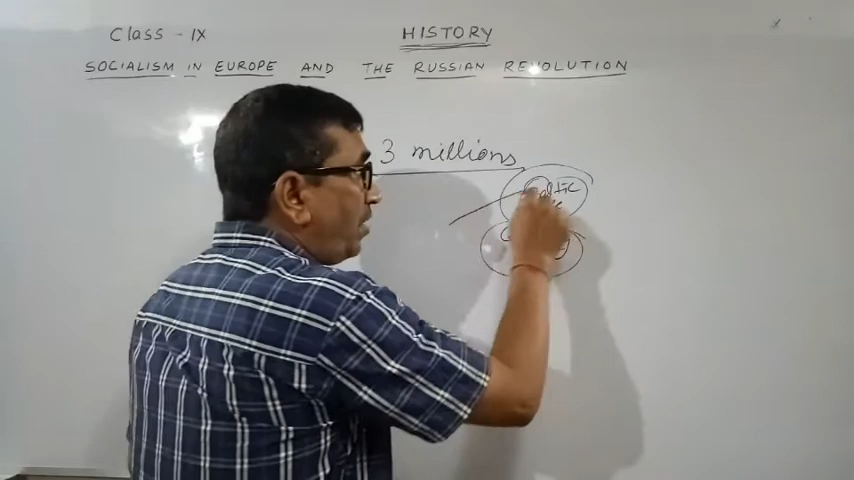 Class - IX
HISTORY
SOCIALISM IN EUROPE AND THE RUSSIAN REVOLUTION
3 millions